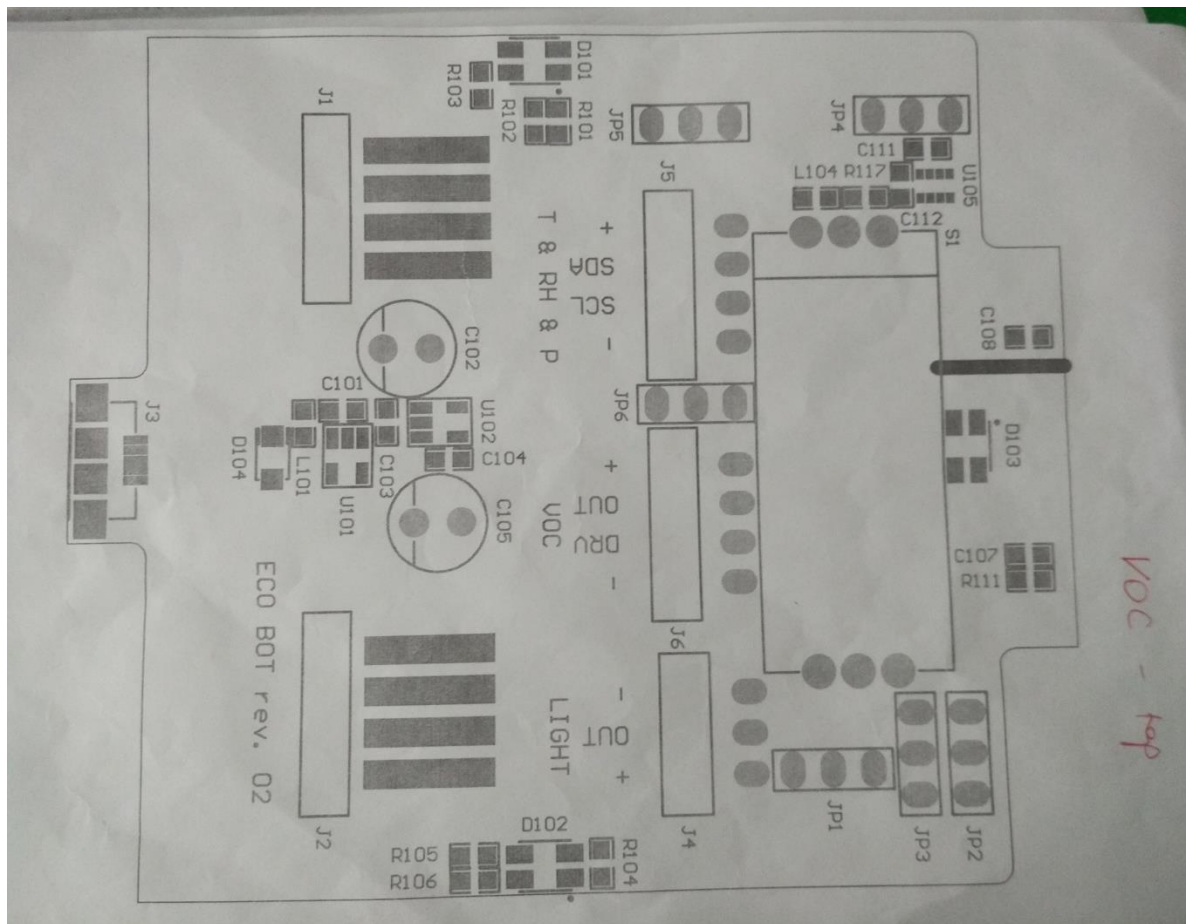 D101
R103
R102
R101
J1
JP5
JP4
C111
L104
R117
U105
C112
S1
J5
T & RH & P
+
SDA
SCL
-
C102
C108
C101
J3
D104
L101
U101
C103
U102
C104
JP6
D103
C105
VOC
+
OUT
DRV
-
C107
R111
ECO BOT rev. 02
J6
LIGHT
-
OUT
+
J2
D102
R105
R106
R104
J4
JP1
JP3
JP2
VOC - top